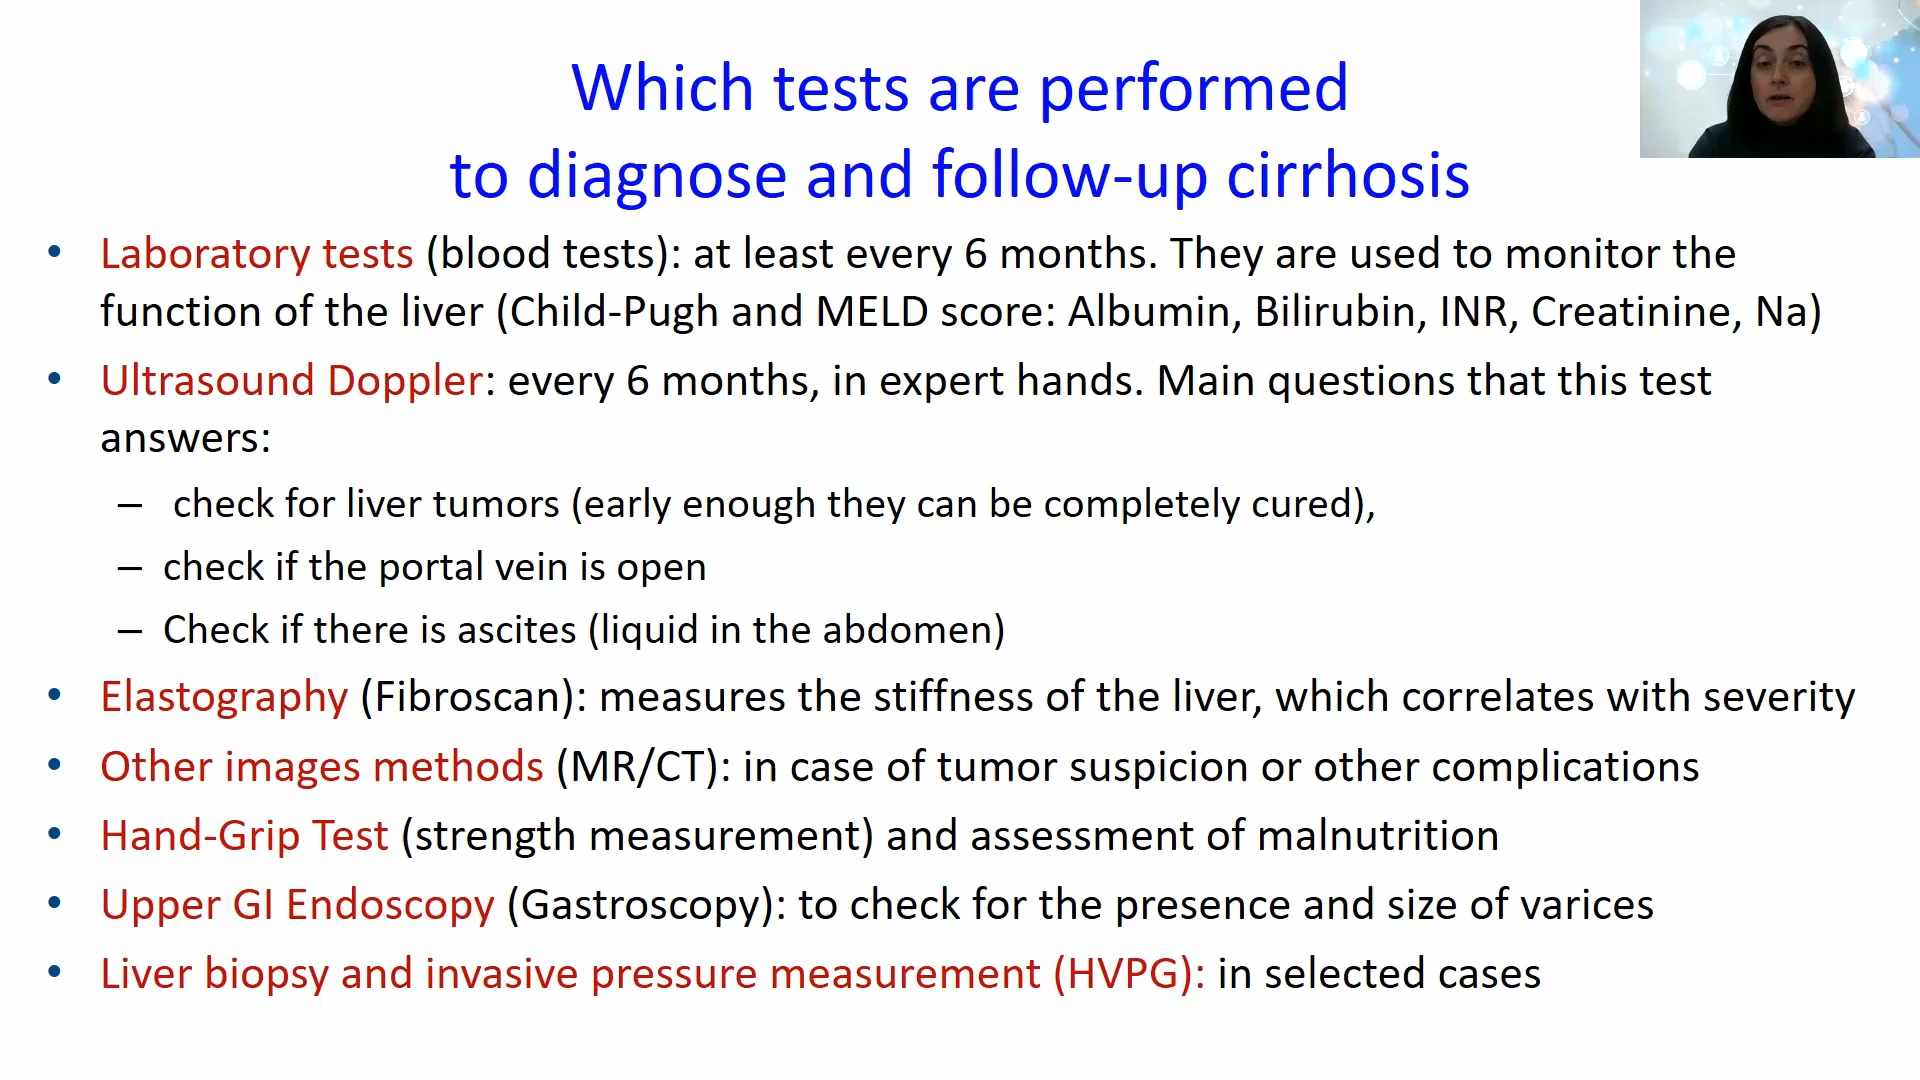 Which tests are performed
to diagnose and follow-up cirrhosis
• Laboratory tests (blood tests): at least every 6 months. They are used to monitor the
function of the liver (Child-Pugh and MELD score: Albumin, Bilirubin, INR, Creatinine, Na)
• Ultrasound Doppler: every 6 months, in expert hands. Main questions that this test
answers:
– check for liver tumors (early enough they can be completely cured),
– check if the portal vein is open
– Check if there is ascites (liquid in the abdomen)
• Elastography (Fibroscan): measures the stiffness of the liver, which correlates with severity
• Other images methods (MR/CT): in case of tumor suspicion or other complications
• Hand-Grip Test (strength measurement) and assessment of malnutrition
• Upper GI Endoscopy (Gastroscopy): to check for the presence and size of varices
• Liver biopsy and invasive pressure measurement (HVPG): in selected cases